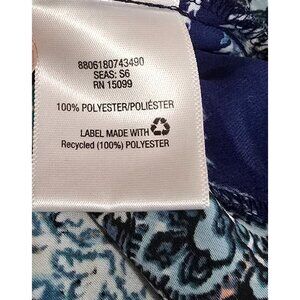 8806180743490
SEAS: S6
RN 15099
100% POLYESTER/POLIÉSTER
LABEL MADE WITH
Recycled (100%) POLYESTER